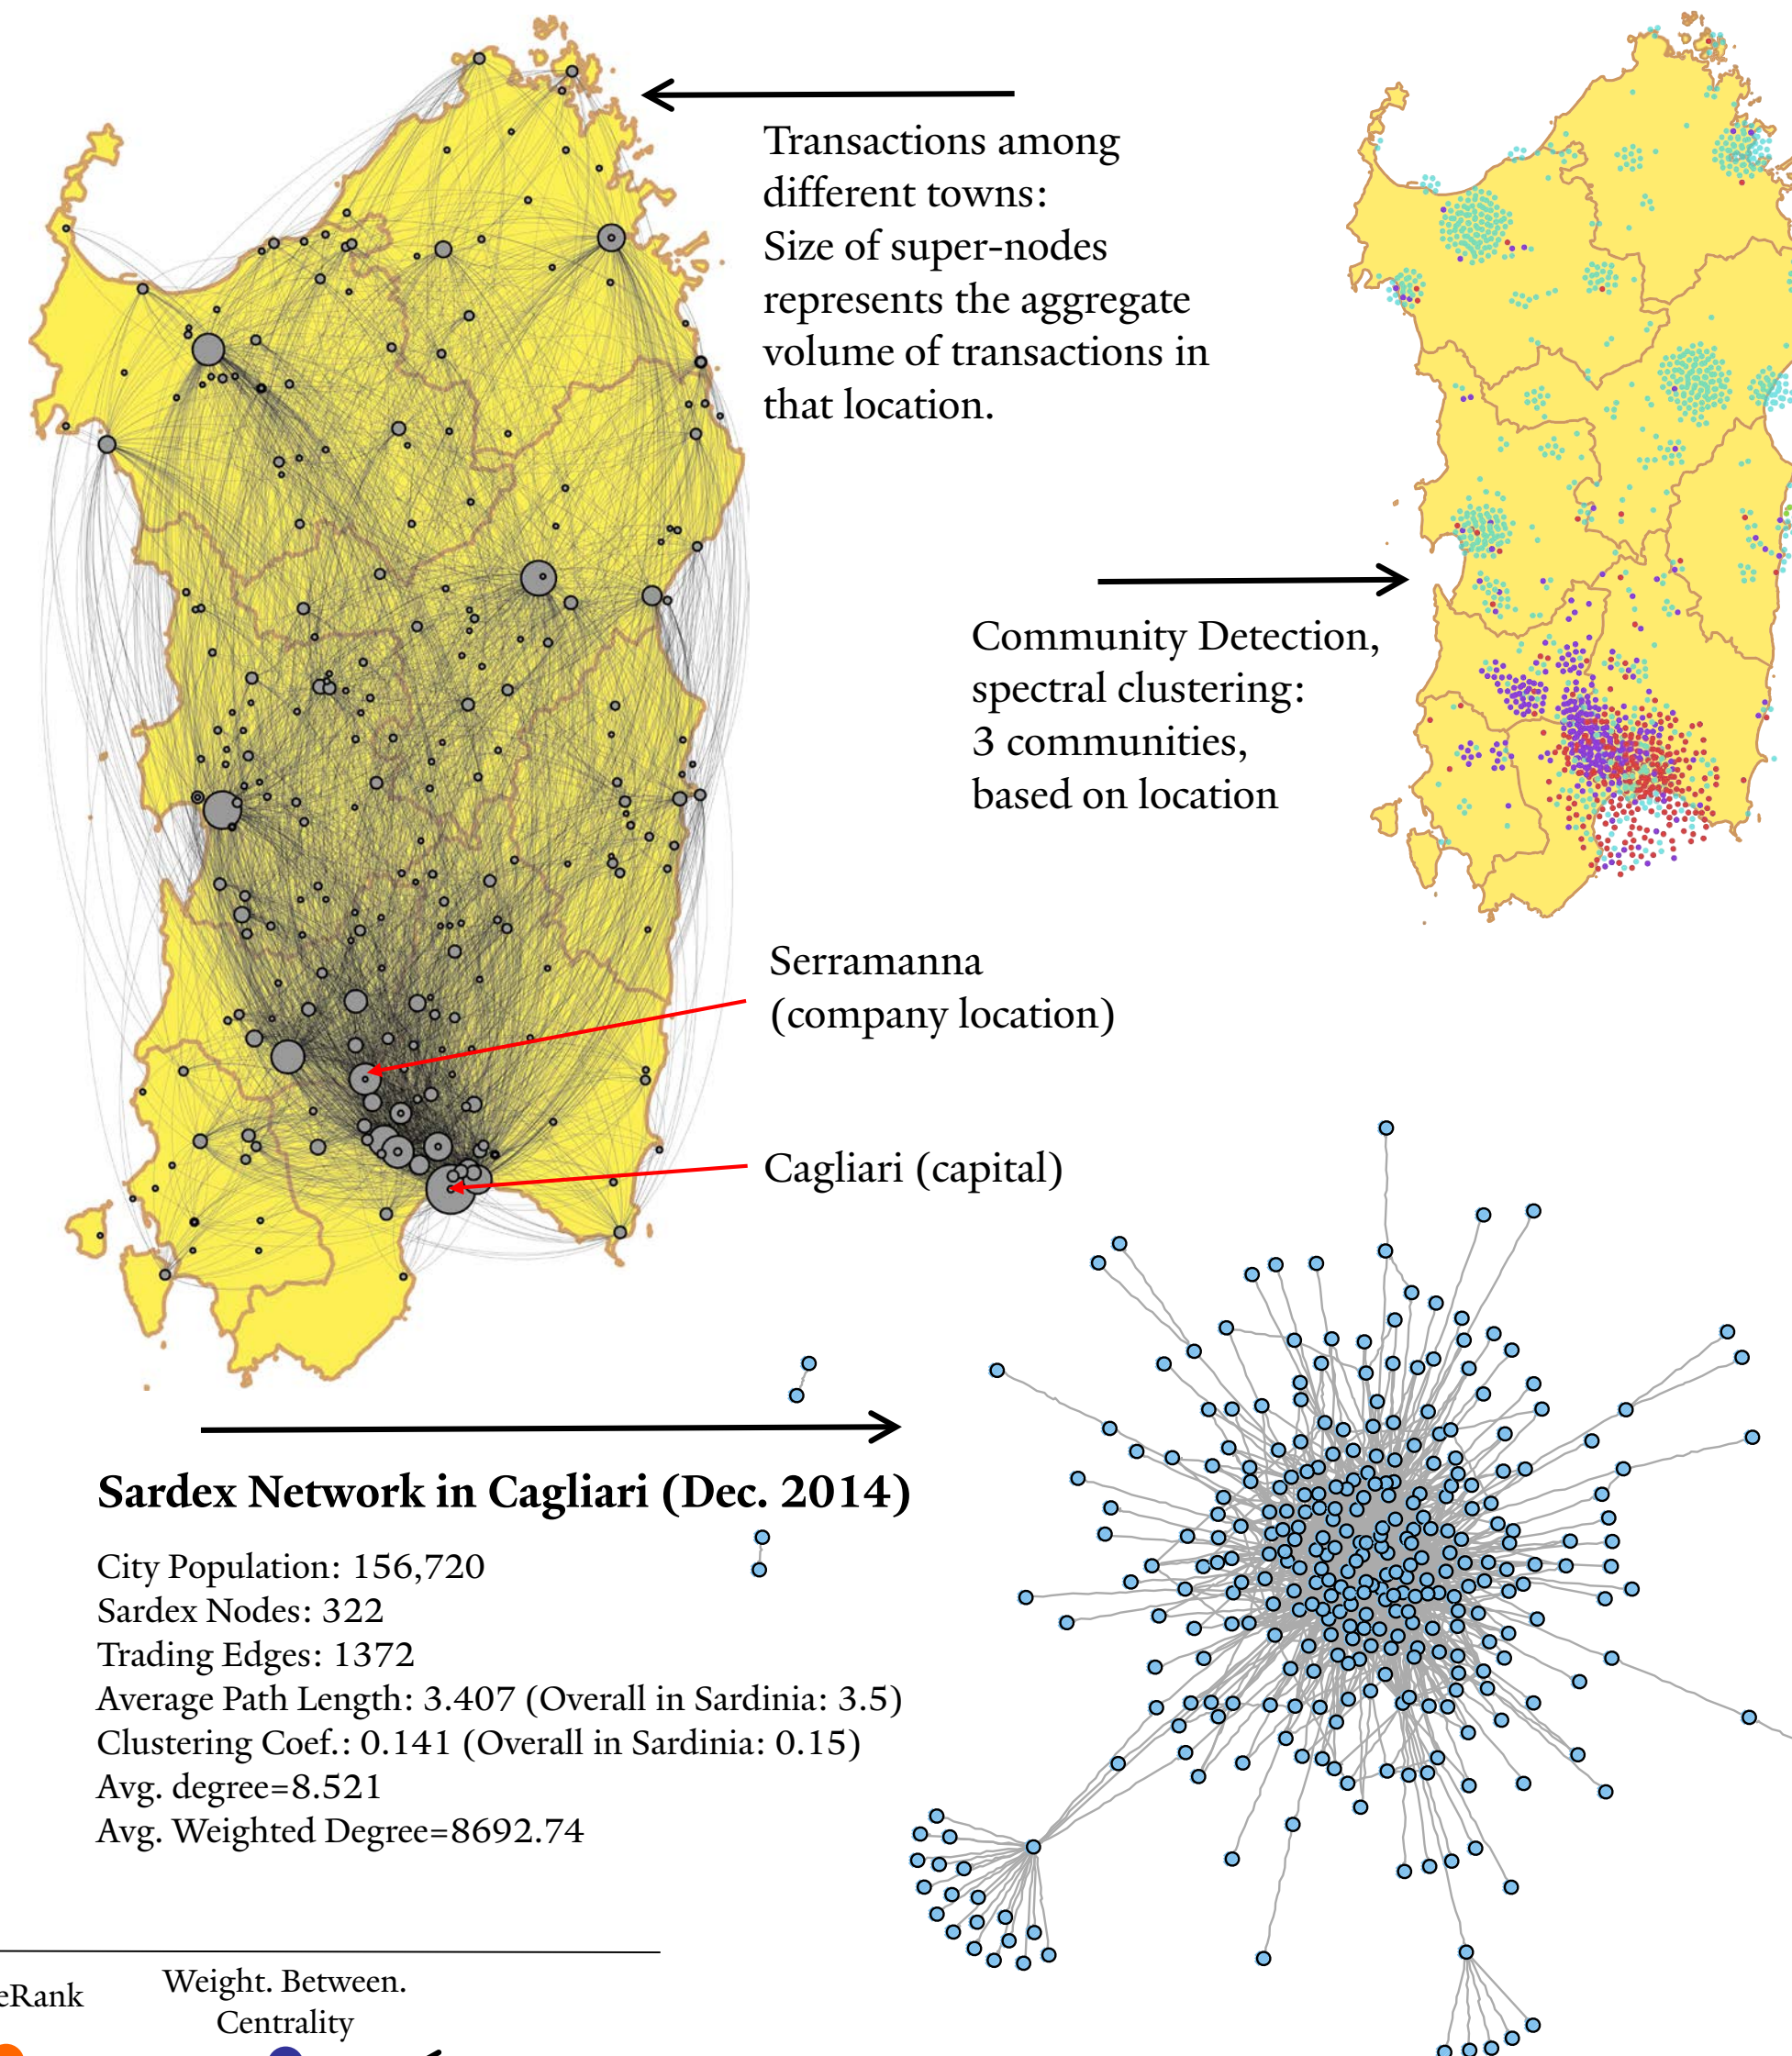 Transactions among
different towns:
Size of super-nodes
represents the aggregate
volume of transactions in
that location.
Community Detection,
spectral clustering:
3 communities,
based on location
Serramanna
(company location)
Cagliari (capital)
Sardex Network in Cagliari (Dec. 2014)
City Population: 156,720
Sardex Nodes: 322
Trading Edges: 1372
Average Path Length: 3.407 (Overall in Sardinia: 3.5)
Clustering Coef.: 0.141 (Overall in Sardinia: 0.15)
Avg. degree=8.521
Avg. Weighted Degree=8692.74
eRank
Weight. Between.
Centrality